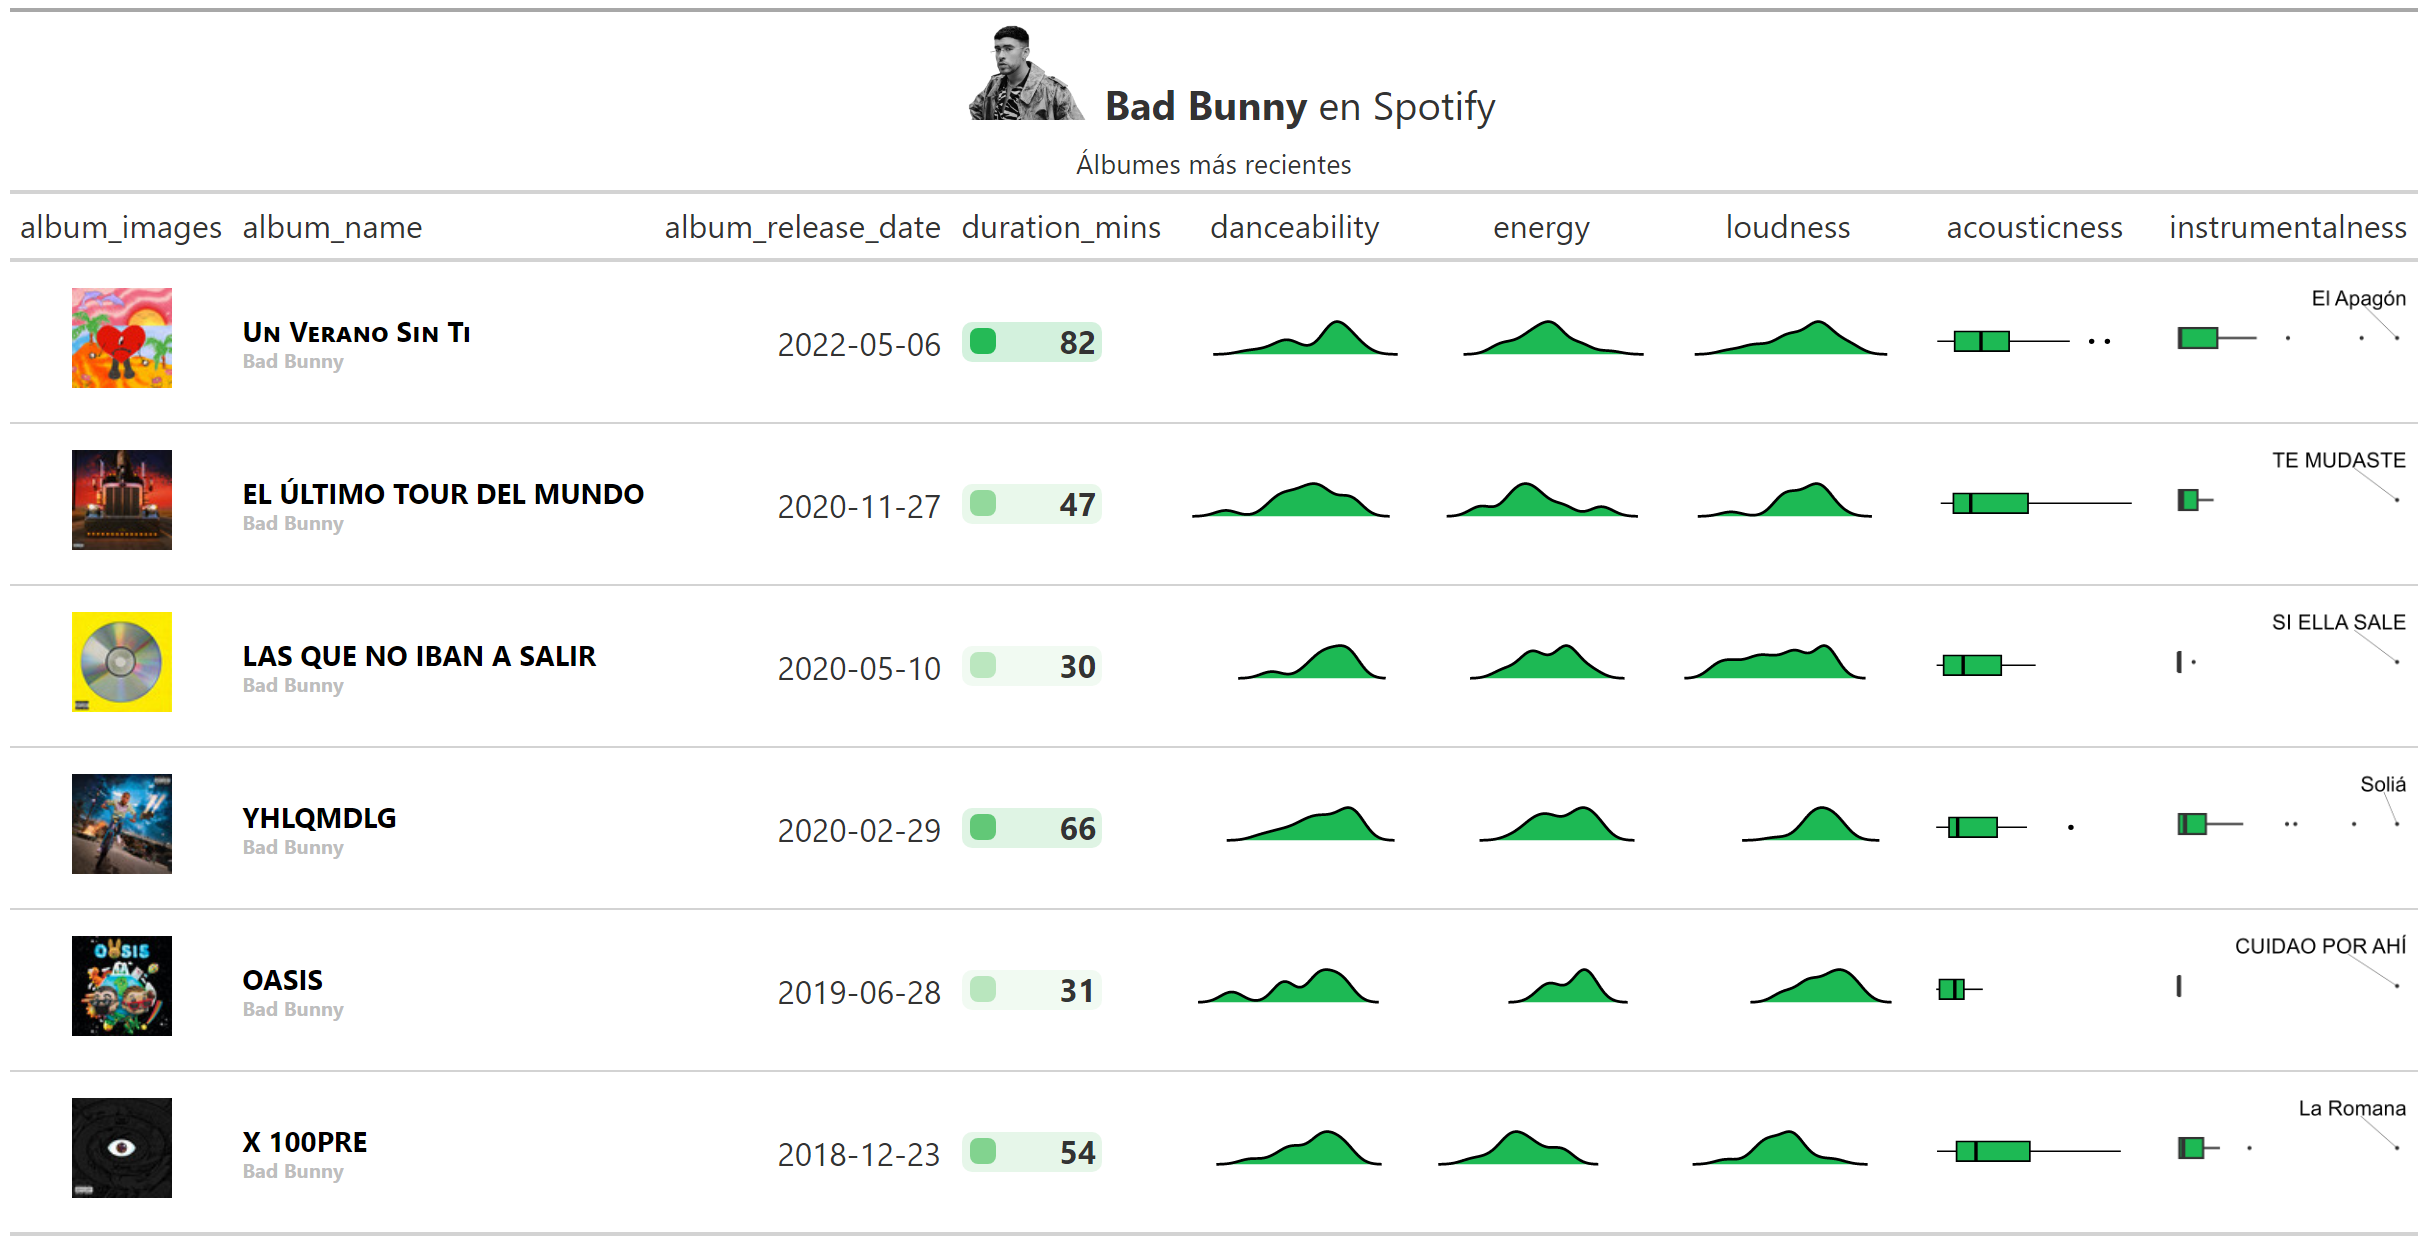 Bad Bunny en Spotify
Álbumes más recientes
album_images album_name album_release_date duration_mins danceability energy loudness acousticness instrumentalness
El Apagón
Un Verano Sin Ti 2022-05-06 82
Bad Bunny
TE MUDASTE
EL ÚLTIMO TOUR DEL MUNDO 2020-11-27 47
Bad Bunny
SI ELLA SALE
LAS QUE NO IBAN A SALIR 2020-05-10 30
Bad Bunny
Soliá
YHLQMDLG 2020-02-29 66
Bad Bunny
CUIDAO POR AHÍ
OASIS
OASIS 2019-06-28 31
Bad Bunny
La Romana
X 100PRE 2018-12-23 54
Bad Bunny